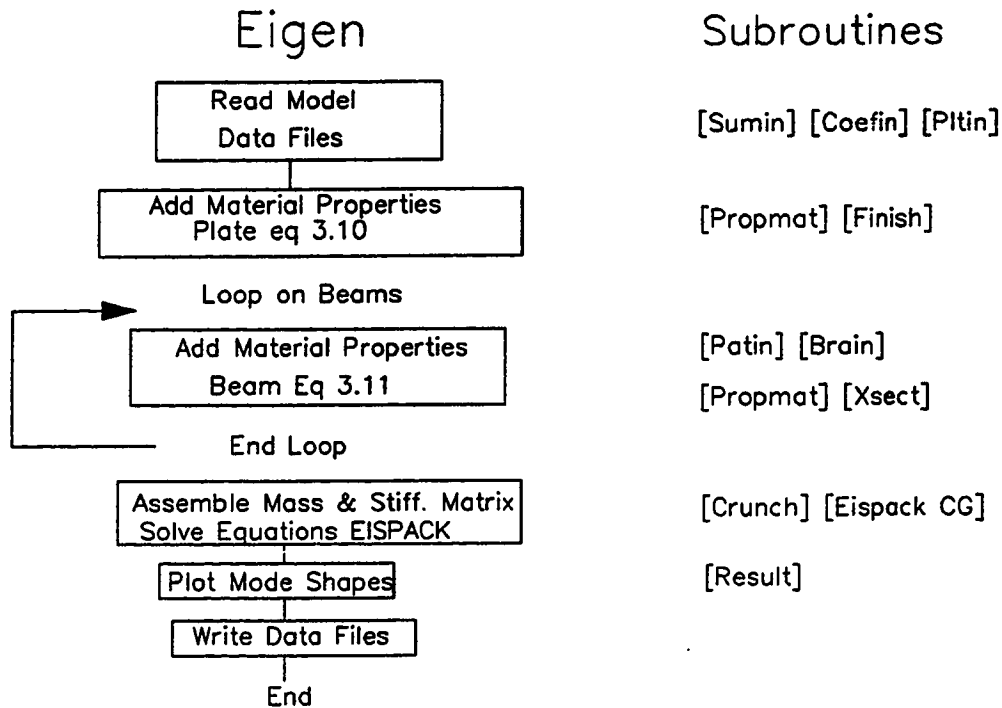 Eigen Subroutines
Read Model
Data Files
[Sumin] [Coefin] [Pltin]
Add Material Properties
Plate eq 3.10
[Propmat] [Finish]
Loop on Beams
Add Material Properties
Beam Eq 3.11
[Patin] [Brain]
[Propmat] [Xsect]
End Loop
Assemble Mass & Stiff. Matrix
Solve Equations EISPACK
[Crunch] [Eispack CG]
Plot Mode Shapes
[Result]
Write Data Files
End